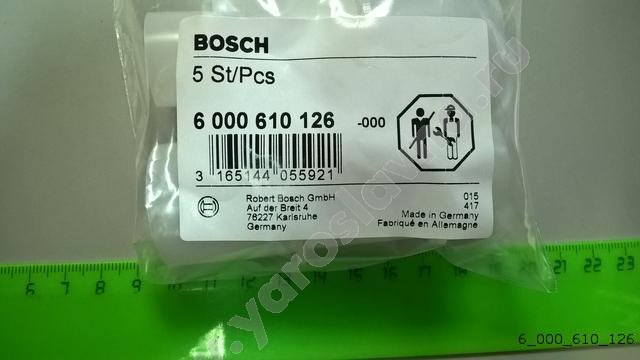 BOSCH
5 St/Pcs
6 000 610 126 -000
3 165144 055921
Robert Bosch GmbH
Auf der Breit 4
76227 Karlsruhe
Germany
015
417
Made in Germany
Fabriqué en Allemagne
6 7 8 9 10 11 12 13 14 15 16 17 18 19 20 21 22 23
6_000_610_126